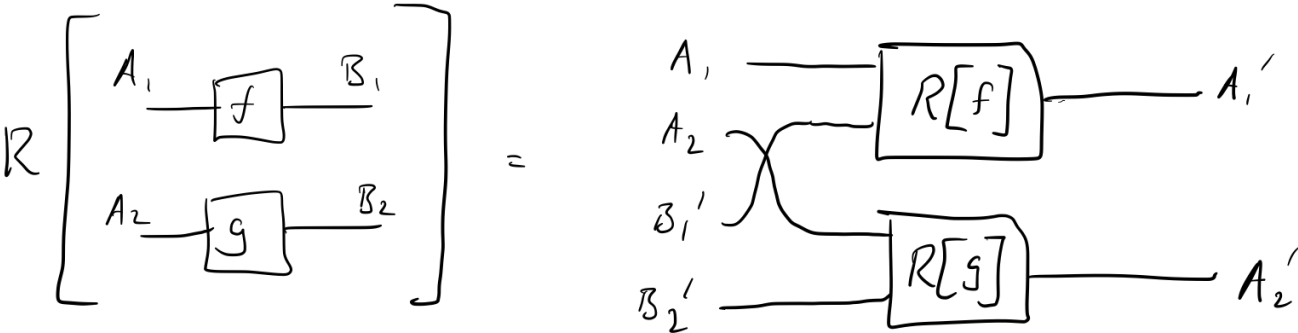 R [ A₁ f B₁ A₂ g B₂ ] =
A₁ R[f] A₁′
A₂
B₁′
B₂′ R[g] A₂′